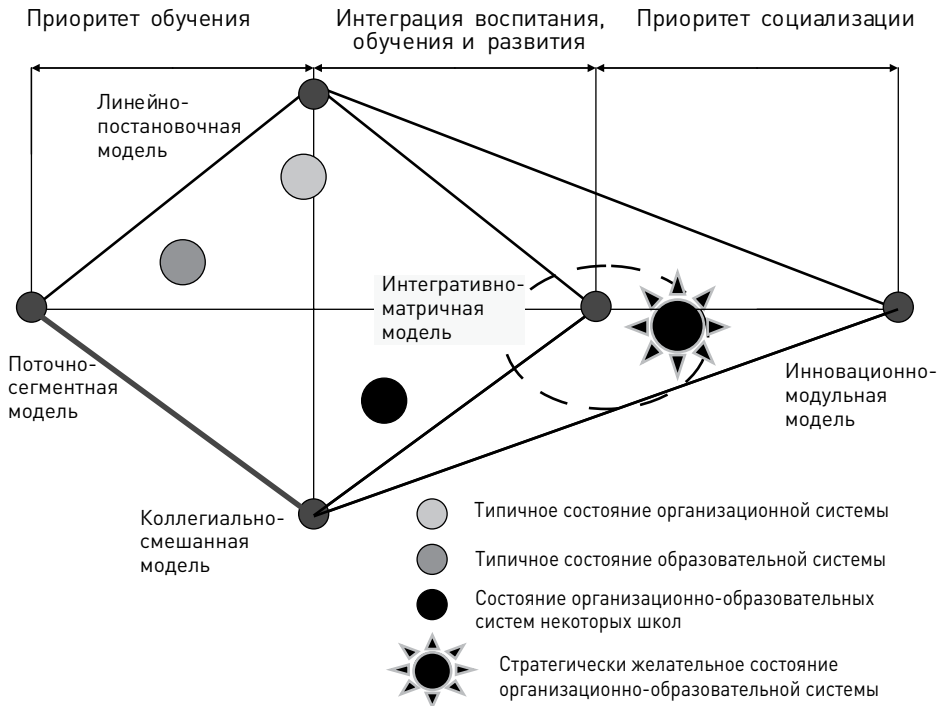 Приоритет обучения
Интеграция воспитания,
обучения и развития
Приоритет социализации
Линейно-
постановочная
модель
Интегративно-
матричная
модель
Поточно-
сегментная
модель
Инновационно-
модульная
модель
Коллегиально-
смешанная
модель
Типичное состояние организационной системы
Типичное состояние образовательной системы
Состояние организационно-образовательных
систем некоторых школ
Стратегически желательное состояние
организационно-образовательной системы